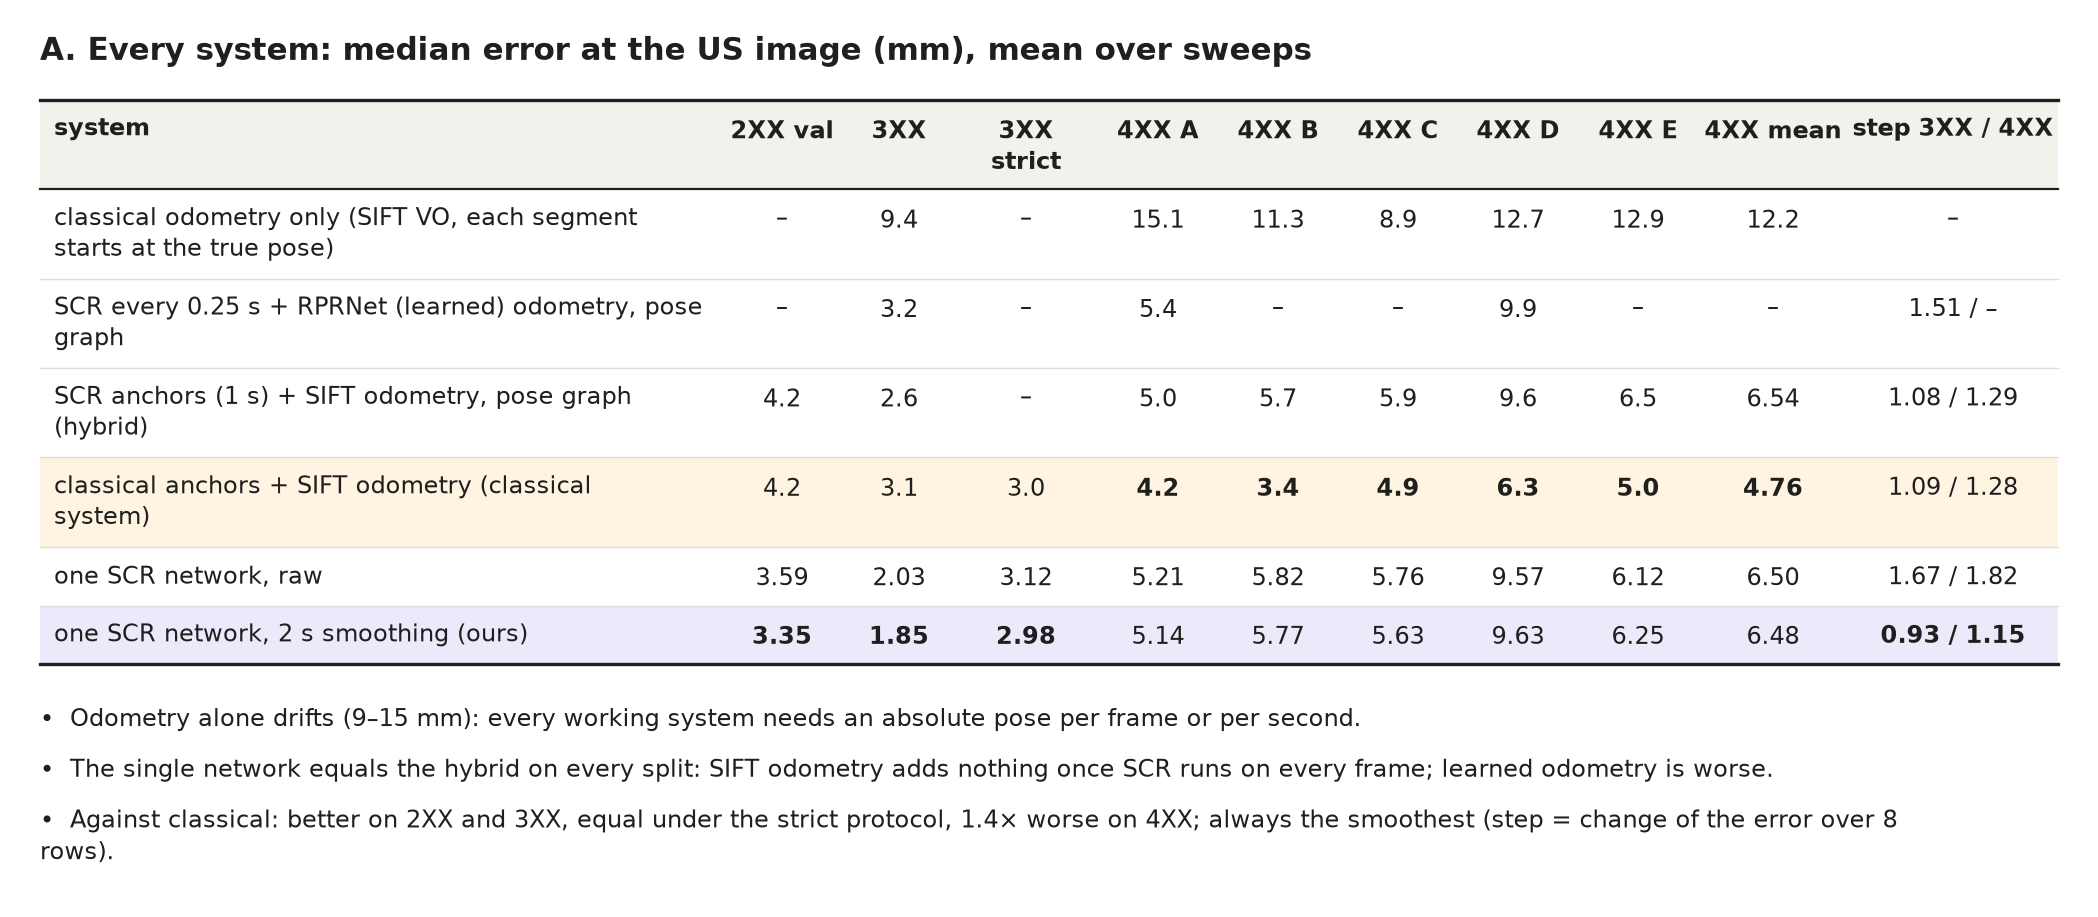 A. Every system: median error at the US image (mm), mean over sweeps
system 2XX val 3XX 3XX strict 4XX A 4XX B 4XX C 4XX D 4XX E 4XX mean step 3XX / 4XX
classical odometry only (SIFT VO, each segment starts at the true pose) – 9.4 – 15.1 11.3 8.9 12.7 12.9 12.2 –
SCR every 0.25 s + RPRNet (learned) odometry, pose graph – 3.2 – 5.4 – – 9.9 – – 1.51 / –
SCR anchors (1 s) + SIFT odometry, pose graph (hybrid) 4.2 2.6 – 5.0 5.7 5.9 9.6 6.5 6.54 1.08 / 1.29
classical anchors + SIFT odometry (classical system) 4.2 3.1 3.0 4.2 3.4 4.9 6.3 5.0 4.76 1.09 / 1.28
one SCR network, raw 3.59 2.03 3.12 5.21 5.82 5.76 9.57 6.12 6.50 1.67 / 1.82
one SCR network, 2 s smoothing (ours) 3.35 1.85 2.98 5.14 5.77 5.63 9.63 6.25 6.48 0.93 / 1.15
• Odometry alone drifts (9–15 mm): every working system needs an absolute pose per frame or per second.
• The single network equals the hybrid on every split: SIFT odometry adds nothing once SCR runs on every frame; learned odometry is worse.
• Against classical: better on 2XX and 3XX, equal under the strict protocol, 1.4× worse on 4XX; always the smoothest (step = change of the error over 8
rows).